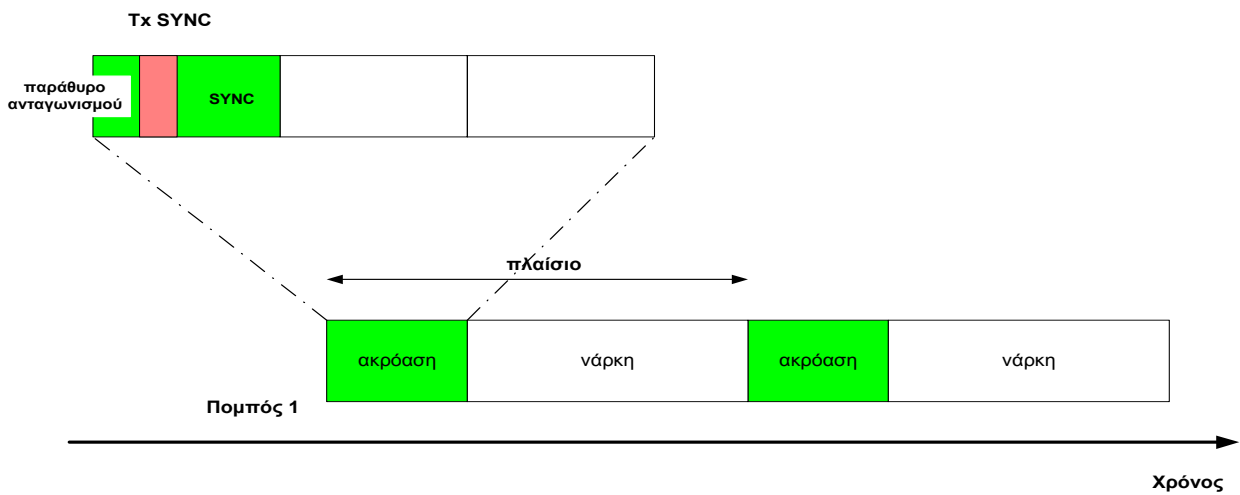 Tx SYNC
παράθυρο
ανταγωνισμού
SYNC
πλαίσιο
ακρόαση
νάρκη
ακρόαση
νάρκη
Πομπός 1
Χρόνος